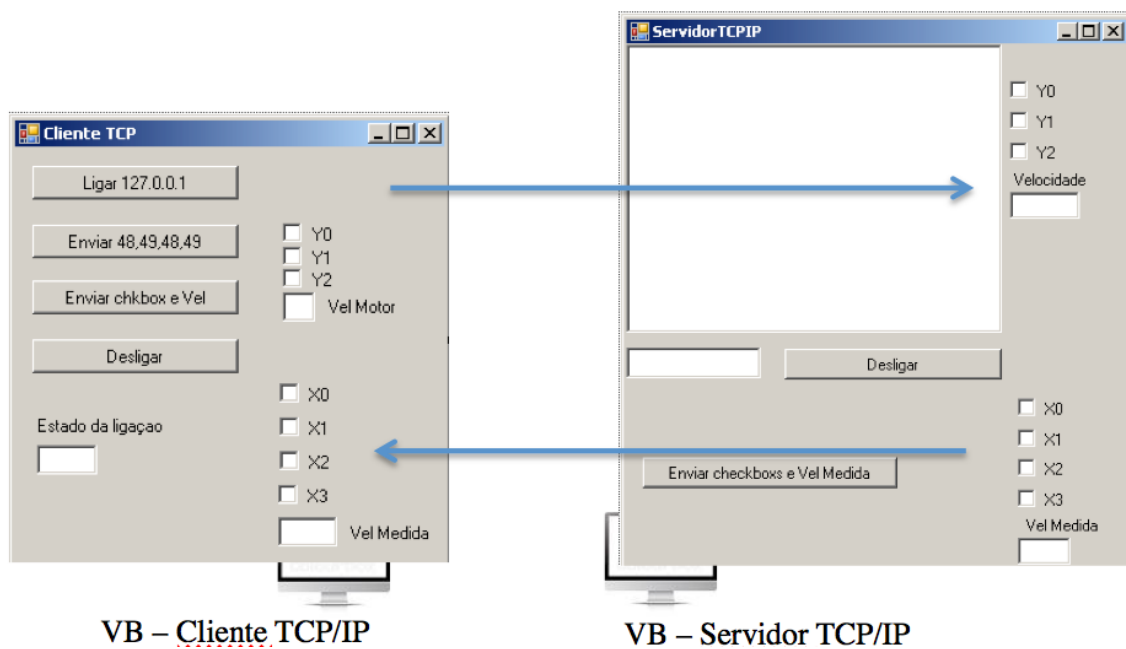 Cliente TCP
Ligar 127.0.0.1
Enviar 48,49,48,49
Enviar chkbox e Vel
Desligar
Estado da ligaçao
Y0
Y1
Y2
Vel Motor
X0
X1
X2
X3
Vel Medida
VB – Cliente TCP/IP
ServidorTCPIP
Y0
Y1
Y2
Velocidade
Desligar
Enviar checkboxs e Vel Medida
X0
X1
X2
X3
Vel Medida
VB – Servidor TCP/IP